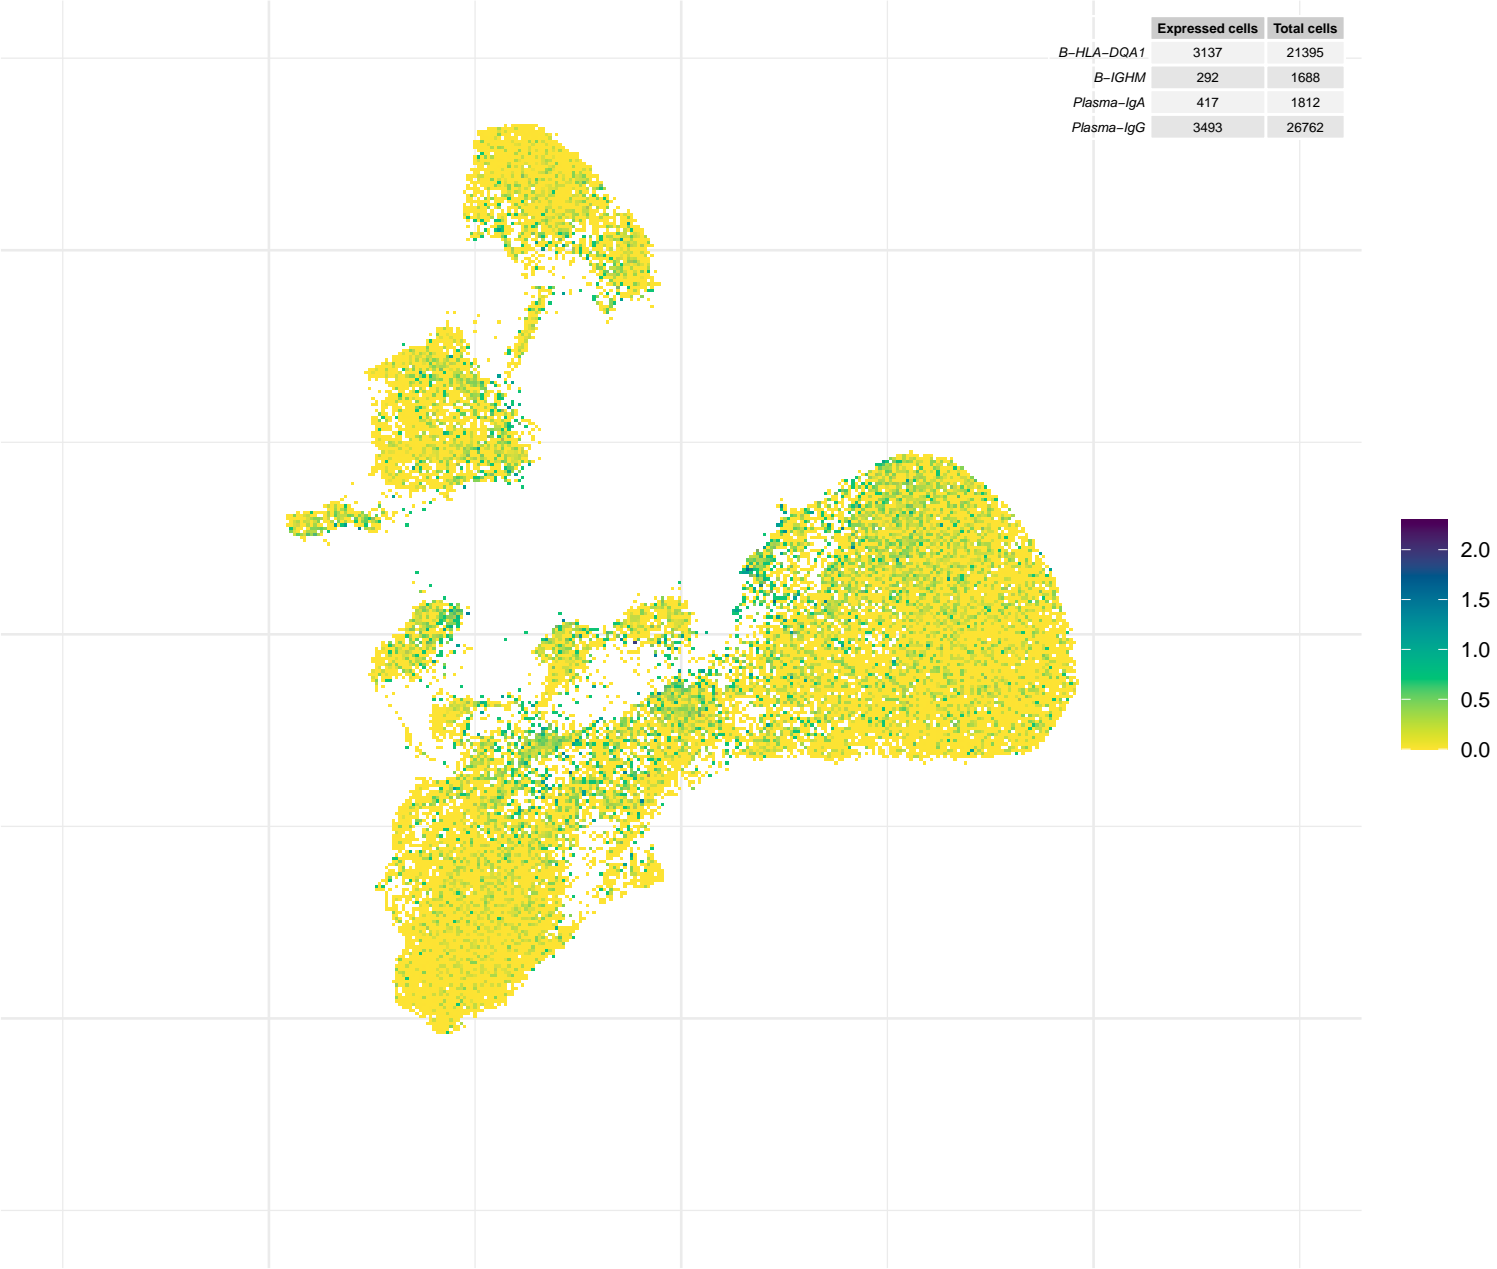 Expressed cells Total cells
B−HLA−DQA1 3137 21395
B−IGHM 292 1688
Plasma−IgA 417 1812
Plasma−IgG 3493 26762
2.0
1.5
1.0
0.5
0.0